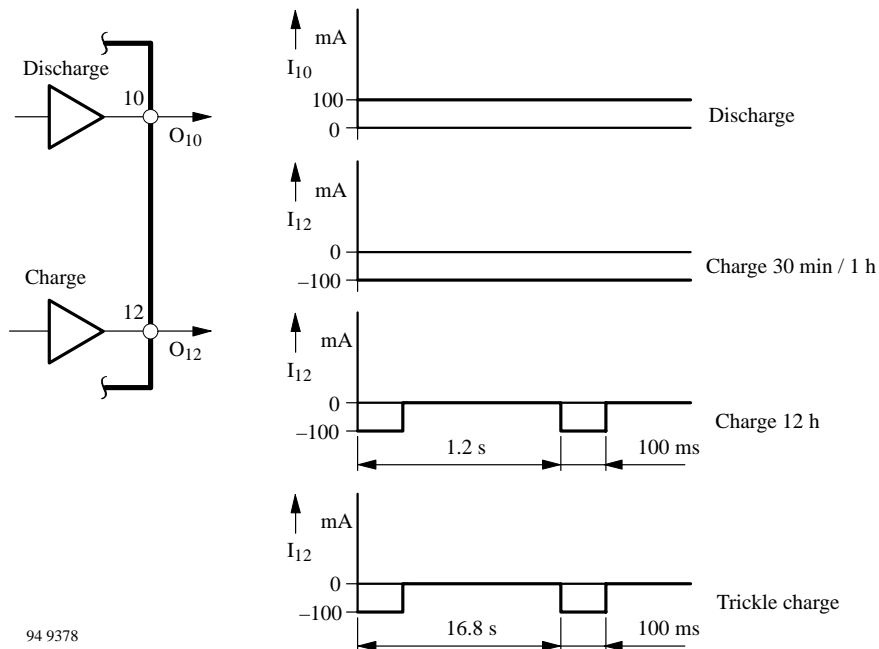 Discharge
10
O10
Charge
12
O12
mA
I10
100
0
Discharge
mA
I12
0
–100
Charge 30 min / 1 h
mA
I12
0
–100
Charge 12 h
1.2 s
100 ms
mA
I12
0
–100
Trickle charge
16.8 s
100 ms
94 9378